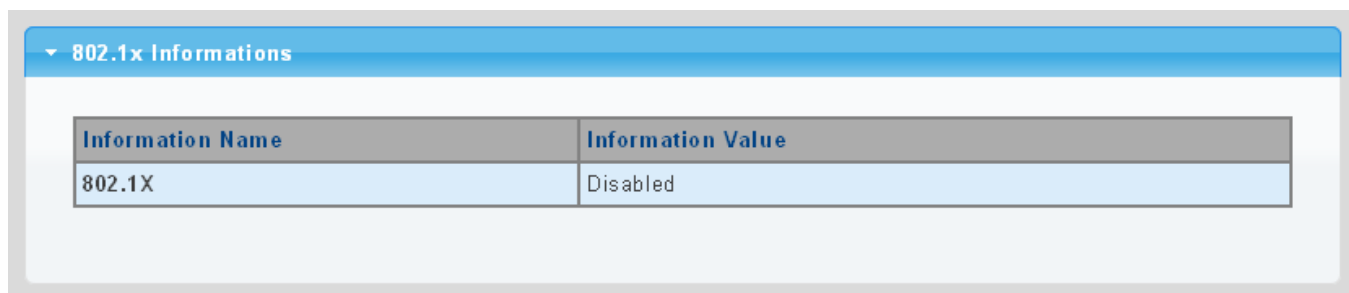 802.1x Informations
Information Name Information Value
802.1X Disabled